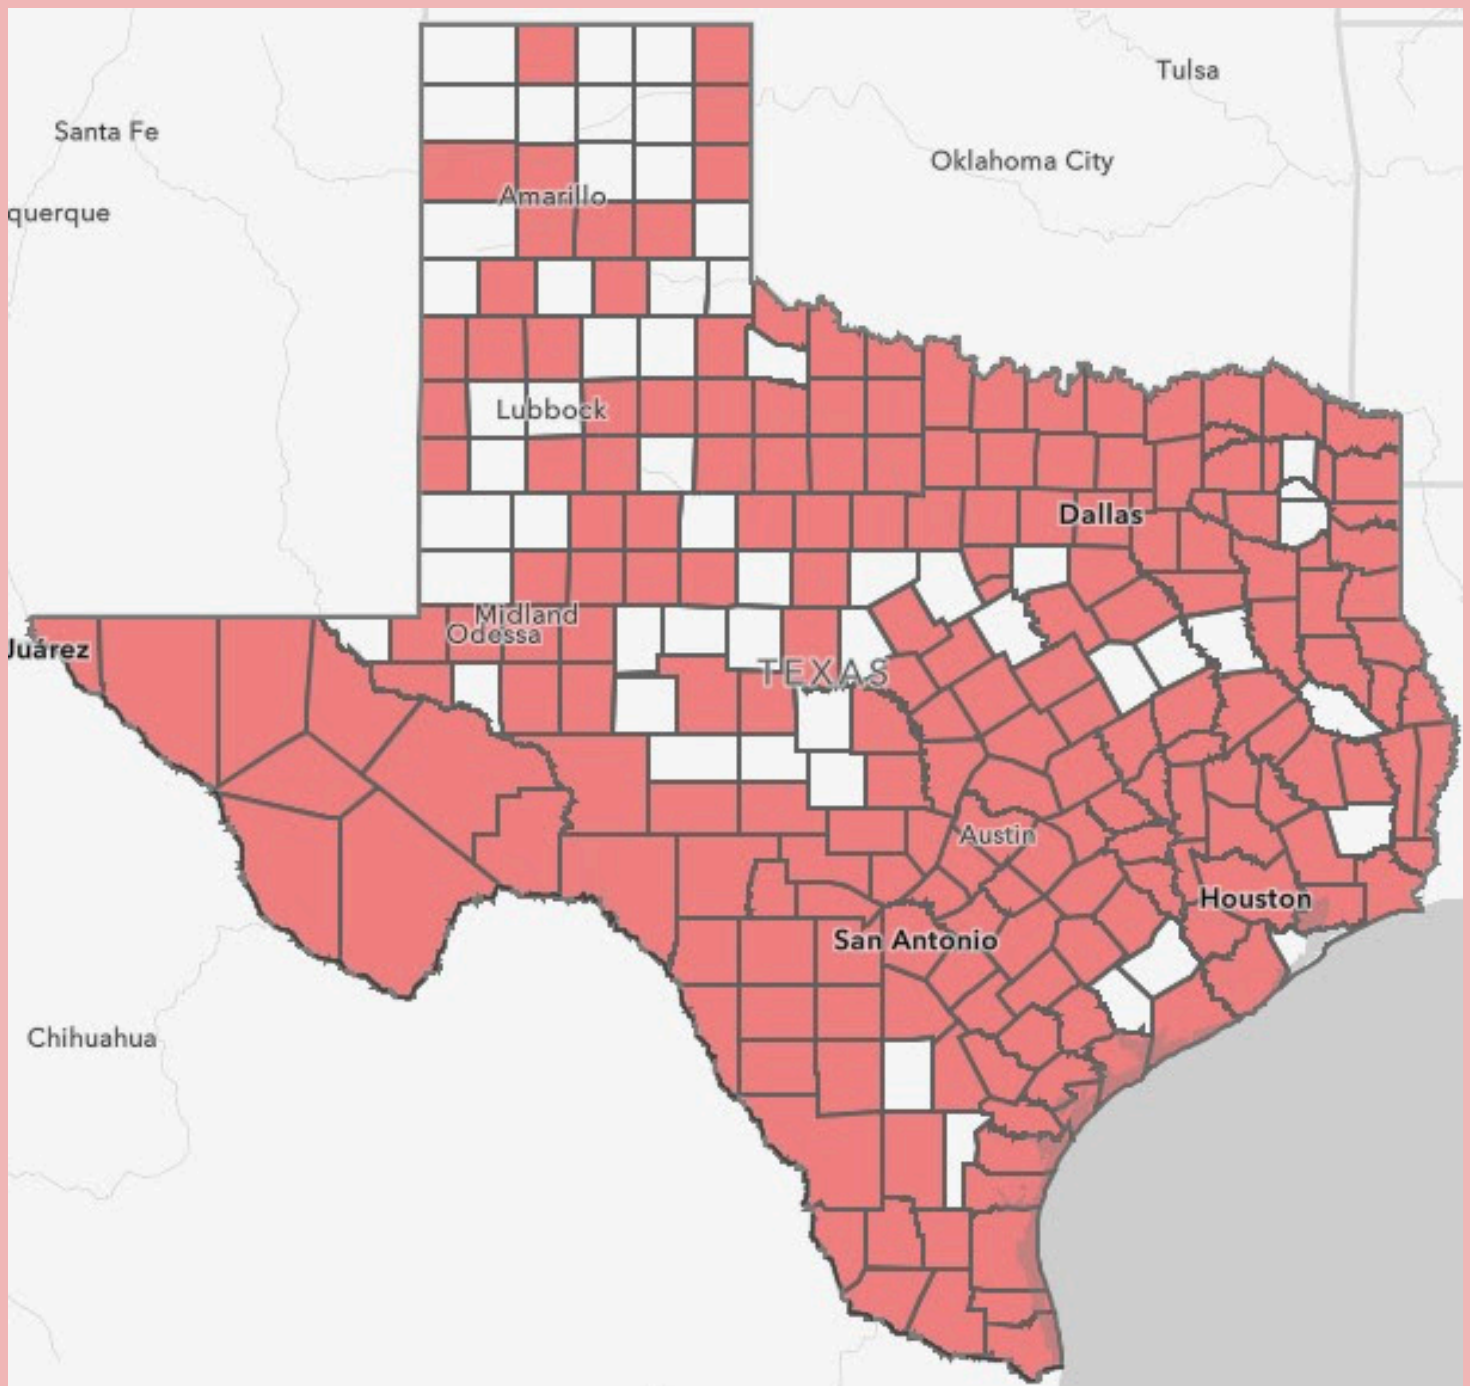 Tulsa
Santa Fe
Oklahoma City
Amarillo
querque
Lubbock
Dallas
Midland
Odessa
Juárez
TEXAS
Austin
Houston
San Antonio
Chihuahua